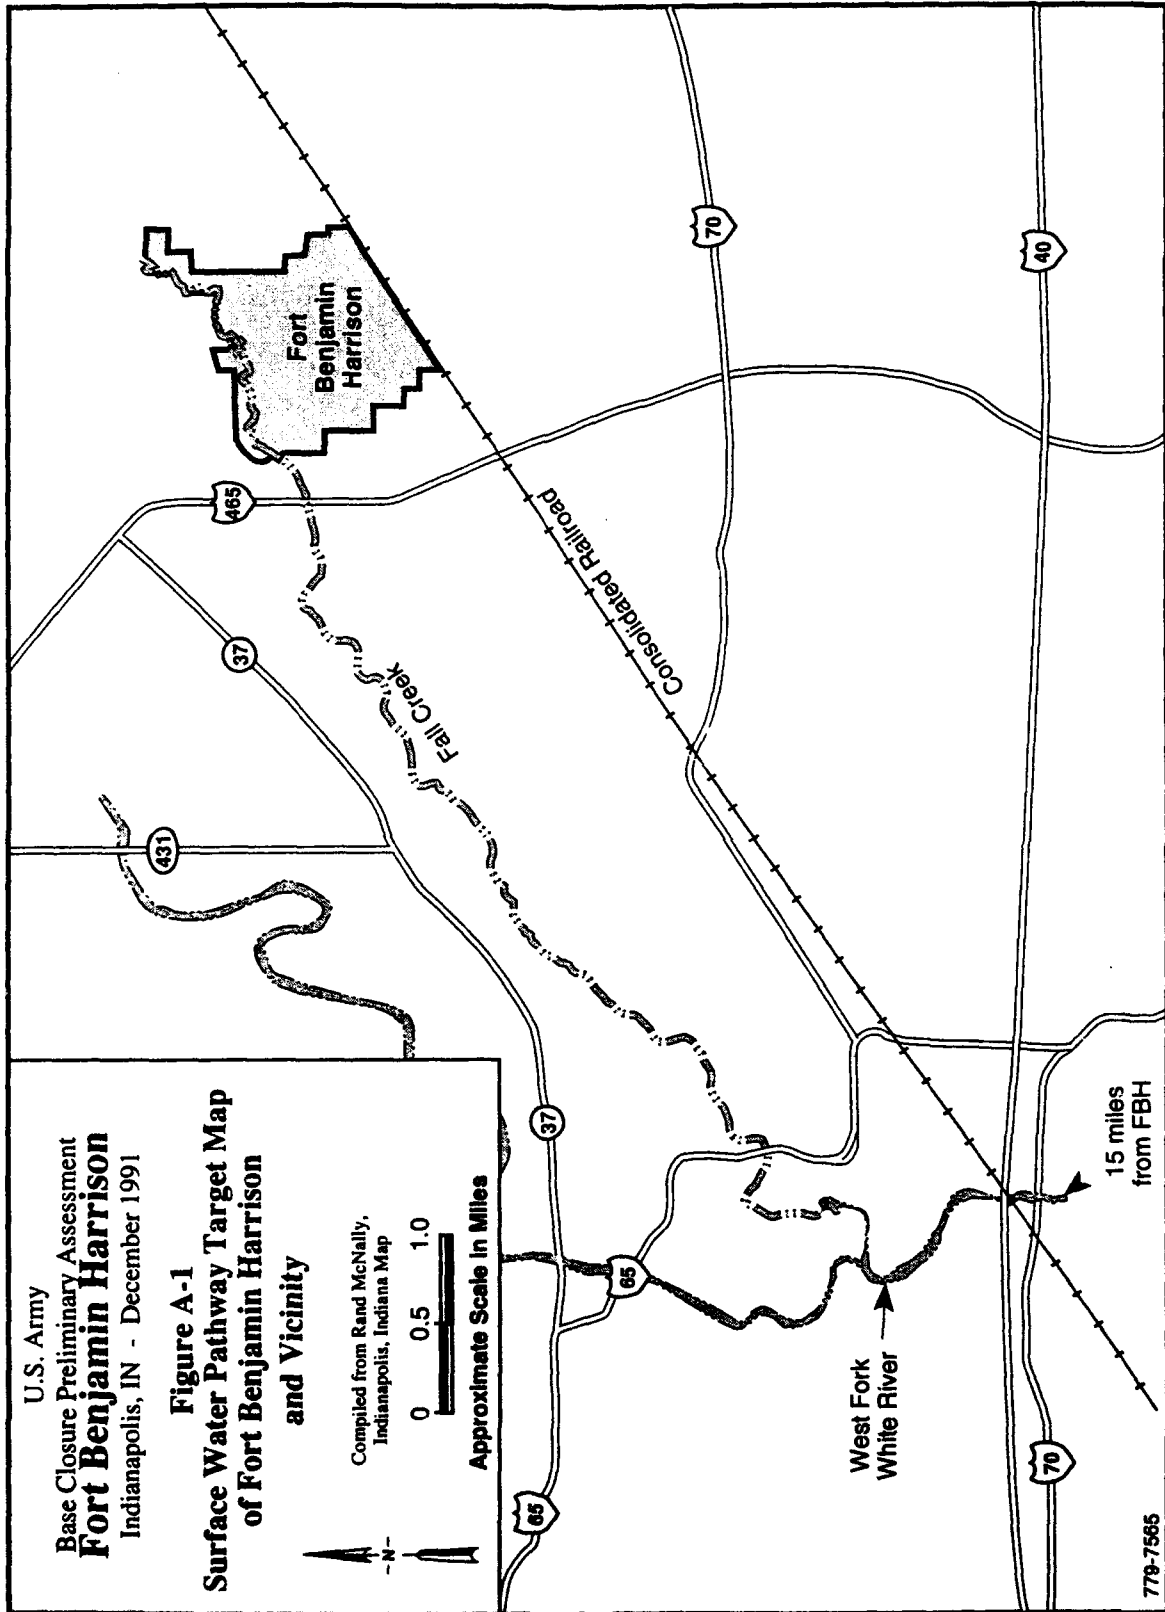 U.S. Army
Base Closure Preliminary Assessment
Fort Benjamin Harrison
Indianapolis, IN - December 1991
Figure A-1
Surface Water Pathway Target Map
of Fort Benjamin Harrison
and Vicinity
Compiled from Rand McNally,
Indianapolis, Indiana Map
0 0.5 1.0
Approximate Scale in Miles
-N-
65
65
37
37
431
465
Fort
Benjamin
Harrison
Fall Creek
Consolidated Railroad
70
40
West Fork
White River
15 miles
from FBH
70
779-7565